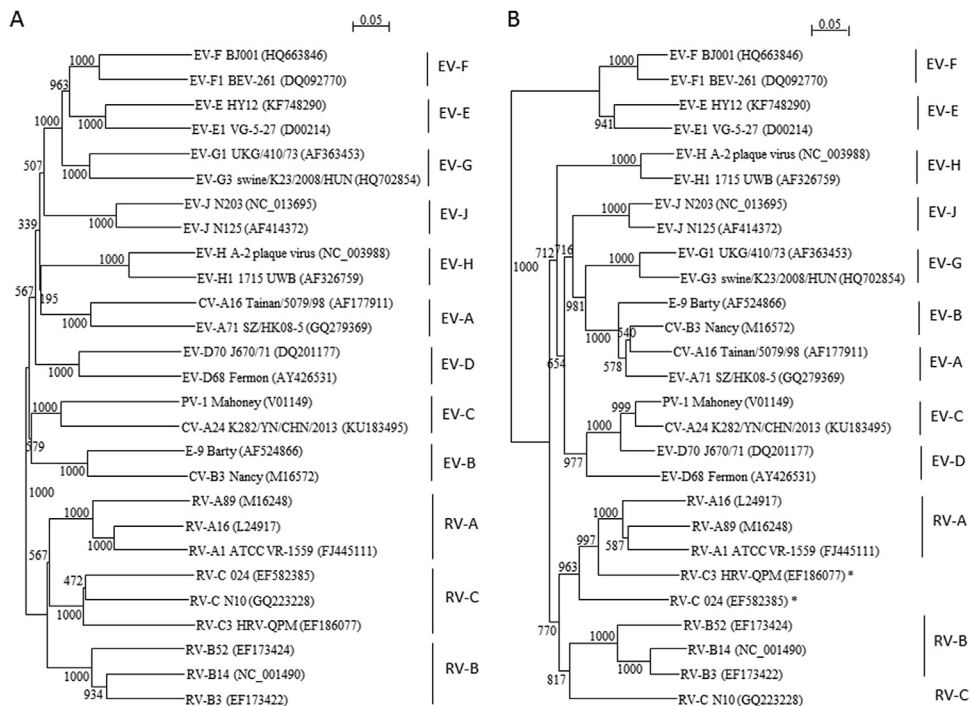 A
0.05
EV-F BJ001 (HQ663846)
1000
EV-F1 BEV-261 (DQ092770)
EV-F
963
EV-E HY12 (KF748290)
1000
EV-E1 VG-5-27 (D00214)
EV-E
1000
EV-G1 UKG/410/73 (AF363453)
1000
EV-G3 swine/K23/2008/HUN (HQ702854)
EV-G
507
EV-J N203 (NC_013695)
1000
EV-J N125 (AF414372)
EV-J
339
EV-H A-2 plaque virus (NC_003988)
1000
EV-H1 1715 UWB (AF326759)
EV-H
567
195
CV-A16 Tainan/5079/98 (AF177911)
1000
EV-A71 SZ/HK08-5 (GQ279369)
EV-A
EV-D70 J670/71 (DQ201177)
1000
EV-D68 Fermon (AY426531)
EV-D
PV-1 Mahoney (V01149)
1000
CV-A24 K282/YN/CHN/2013 (KU183495)
EV-C
579
E-9 Barty (AF524866)
1000
CV-B3 Nancy (M16572)
EV-B
1000
RV-A89 (M16248)
1000
RV-A16 (L24917)
1000
RV-A1 ATCC VR-1559 (FJ445111)
RV-A
567
RV-C 024 (EF582385)
472
RV-C N10 (GQ223228)
1000
RV-C3 HRV-QPM (EF186077)
RV-C
RV-B52 (EF173424)
1000
RV-B14 (NC_001490)
934
RV-B3 (EF173422)
RV-B
B
0.05
EV-F BJ001 (HQ663846)
1000
EV-F1 BEV-261 (DQ092770)
EV-F
EV-E HY12 (KF748290)
941
EV-E1 VG-5-27 (D00214)
EV-E
EV-H A-2 plaque virus (NC_003988)
1000
EV-H1 1715 UWB (AF326759)
EV-H
EV-J N203 (NC_013695)
1000
EV-J N125 (AF414372)
EV-J
712
716
1000
EV-G1 UKG/410/73 (AF363453)
1000
EV-G3 swine/K23/2008/HUN (HQ702854)
EV-G
981
E-9 Barty (AF524866)
1000
540
CV-B3 Nancy (M16572)
EV-B
CV-A16 Tainan/5079/98 (AF177911)
578
EV-A71 SZ/HK08-5 (GQ279369)
EV-A
654
PV-1 Mahoney (V01149)
999
CV-A24 K282/YN/CHN/2013 (KU183495)
EV-C
1000
EV-D70 J670/71 (DQ201177)
977
EV-D68 Fermon (AY426531)
EV-D
RV-A16 (L24917)
1000
RV-A89 (M16248)
587
RV-A1 ATCC VR-1559 (FJ445111)
RV-A
997
RV-C3 HRV-QPM (EF186077) *
963
RV-C 024 (EF582385) *
770
RV-B52 (EF173424)
1000
RV-B14 (NC_001490)
1000
RV-B3 (EF173422)
RV-B
817
RV-C N10 (GQ223228)
RV-C